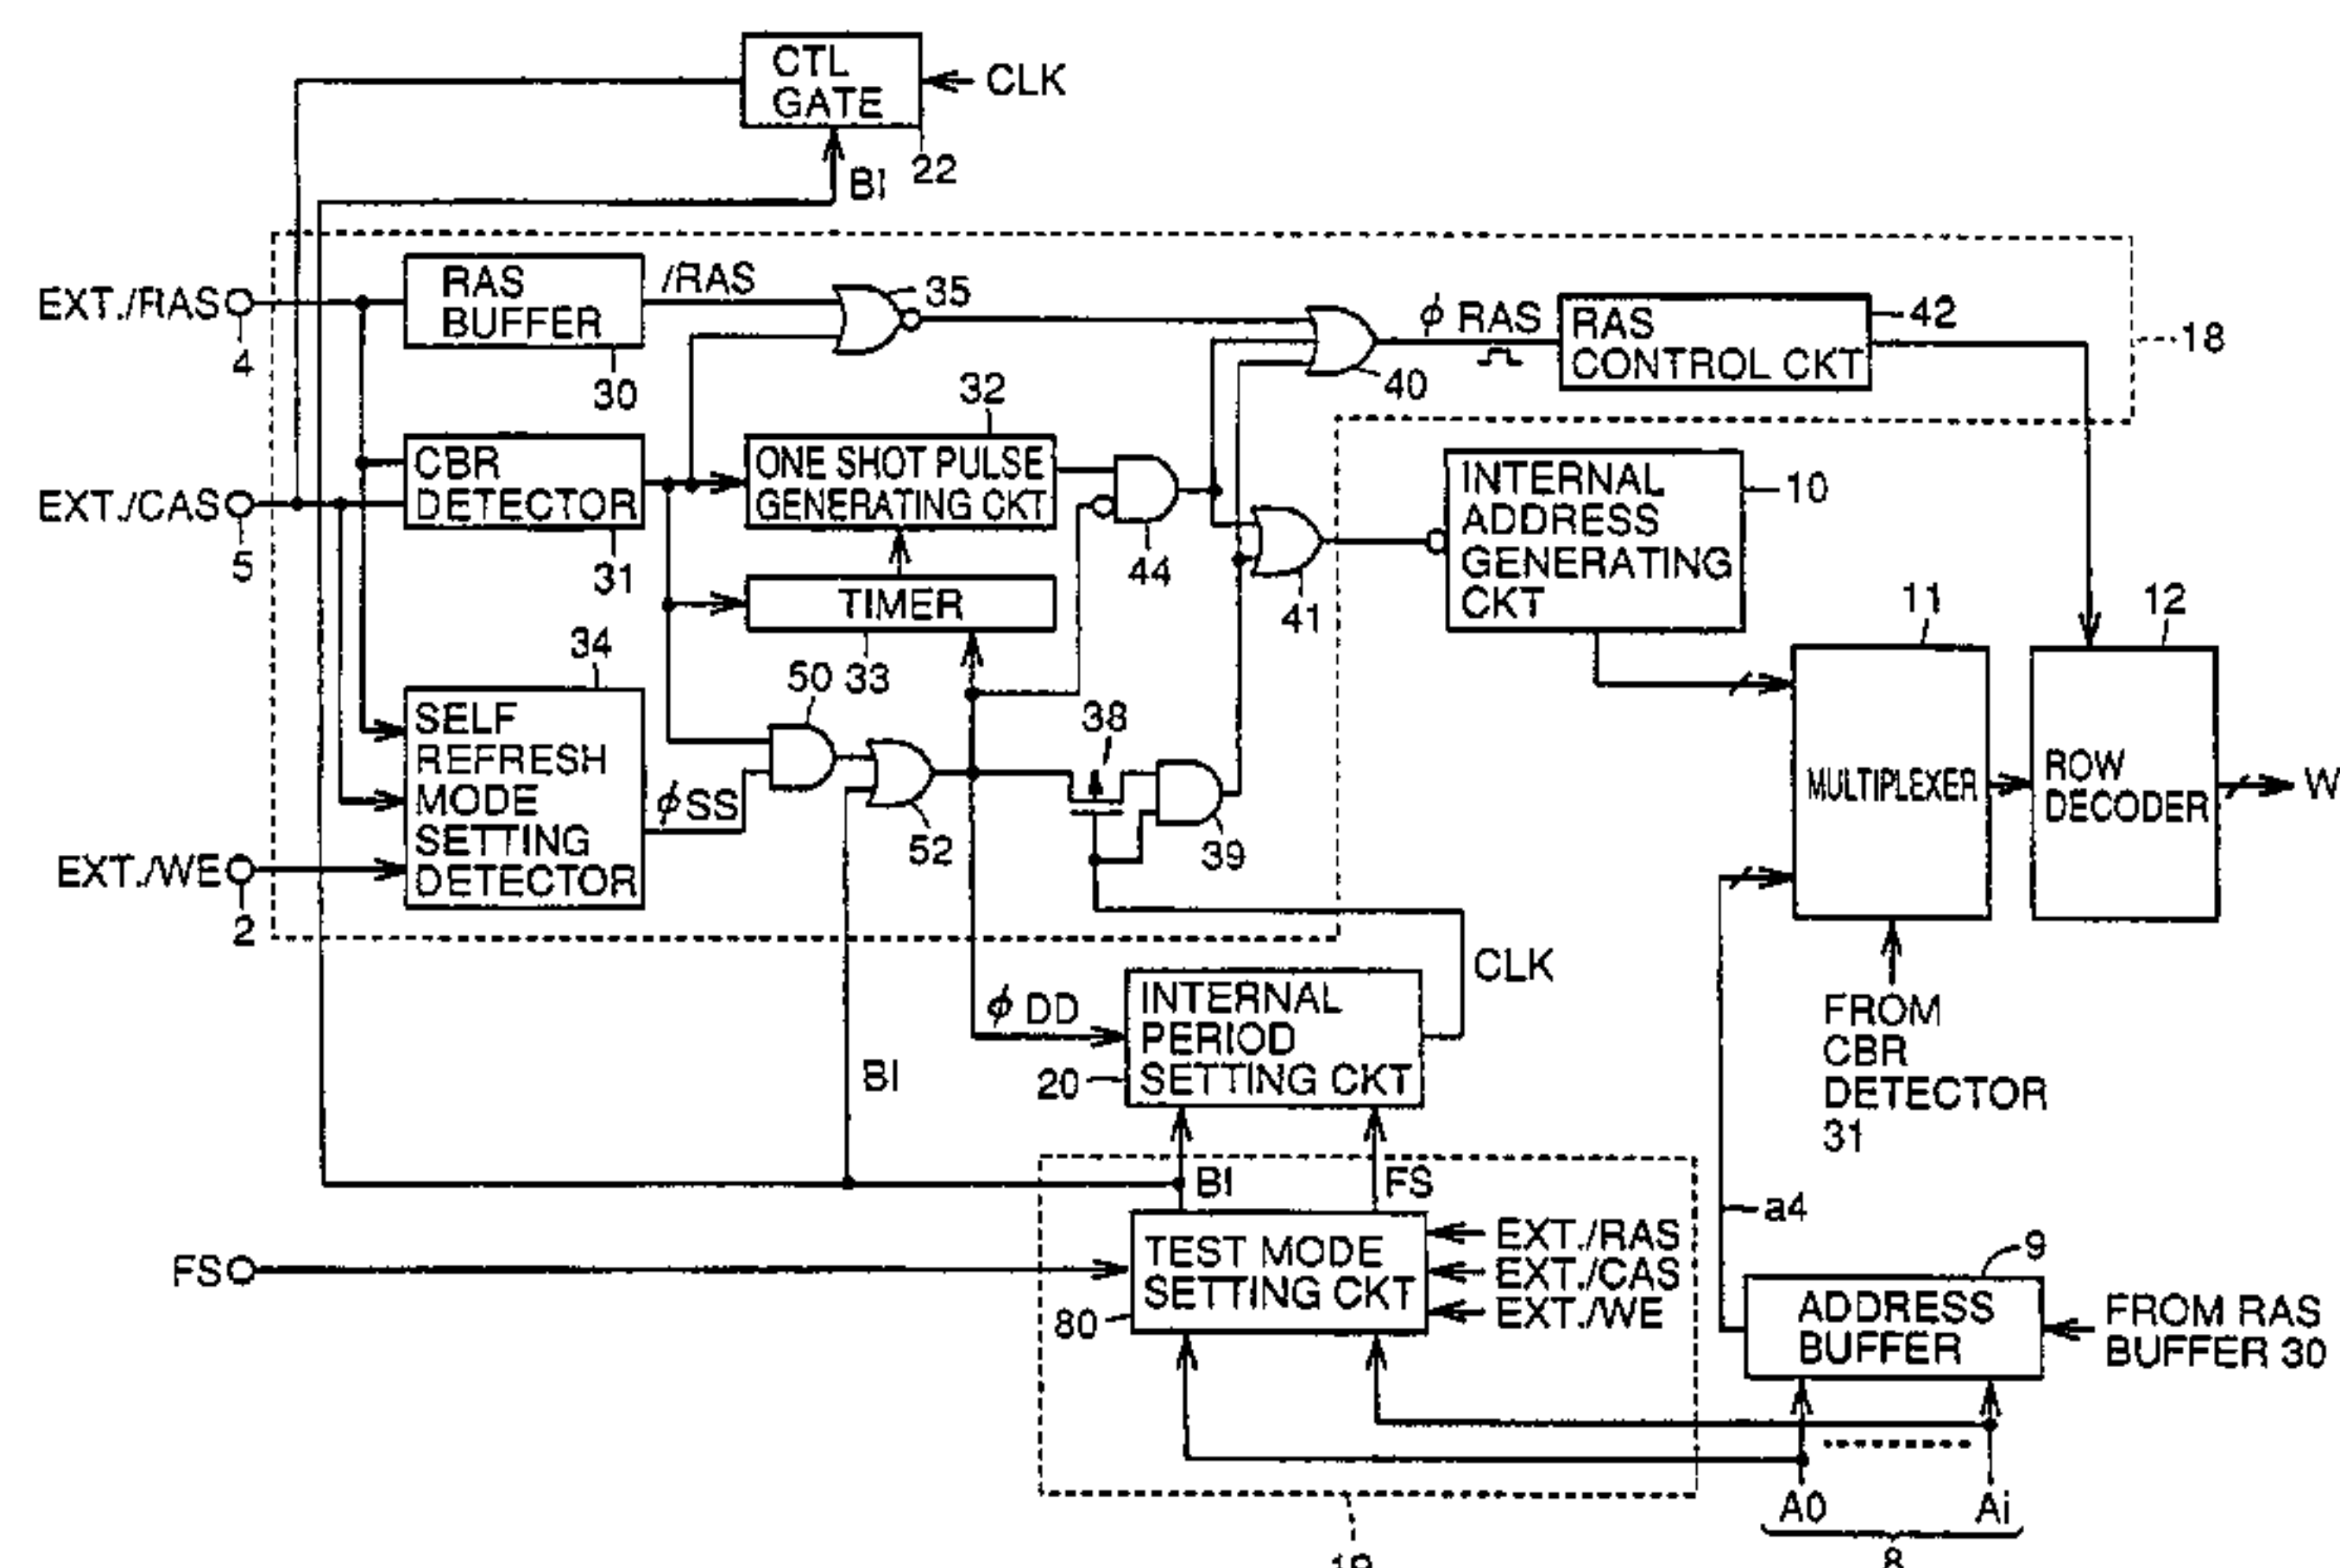 CTL
GATE
CLK
22
BI
EXT./RAS
4
RAS
BUFFER
30
/RAS
35
φ RAS
40
RAS
CONTROL CKT
42
18
EXT./CAS
5
CBR
DETECTOR
31
32
ONE SHOT PULSE
GENERATING CKT
44
TIMER
33
41
INTERNAL
ADDRESS
GENERATING
CKT
10
11
12
34
SELF
REFRESH
MODE
SETTING
DETECTOR
φSS
50
52
38
39
EXT./WE
2
MULTIPLEXER
ROW
DECODER
W
CLK
φ DD
INTERNAL
PERIOD
SETTING CKT
20
BI
FROM
CBR
DETECTOR
31
BI
FS
a4
FS
TEST MODE
SETTING CKT
80
EXT./RAS
EXT./CAS
EXT./WE
9
ADDRESS
BUFFER
FROM RAS
BUFFER 30
A0
Ai
8